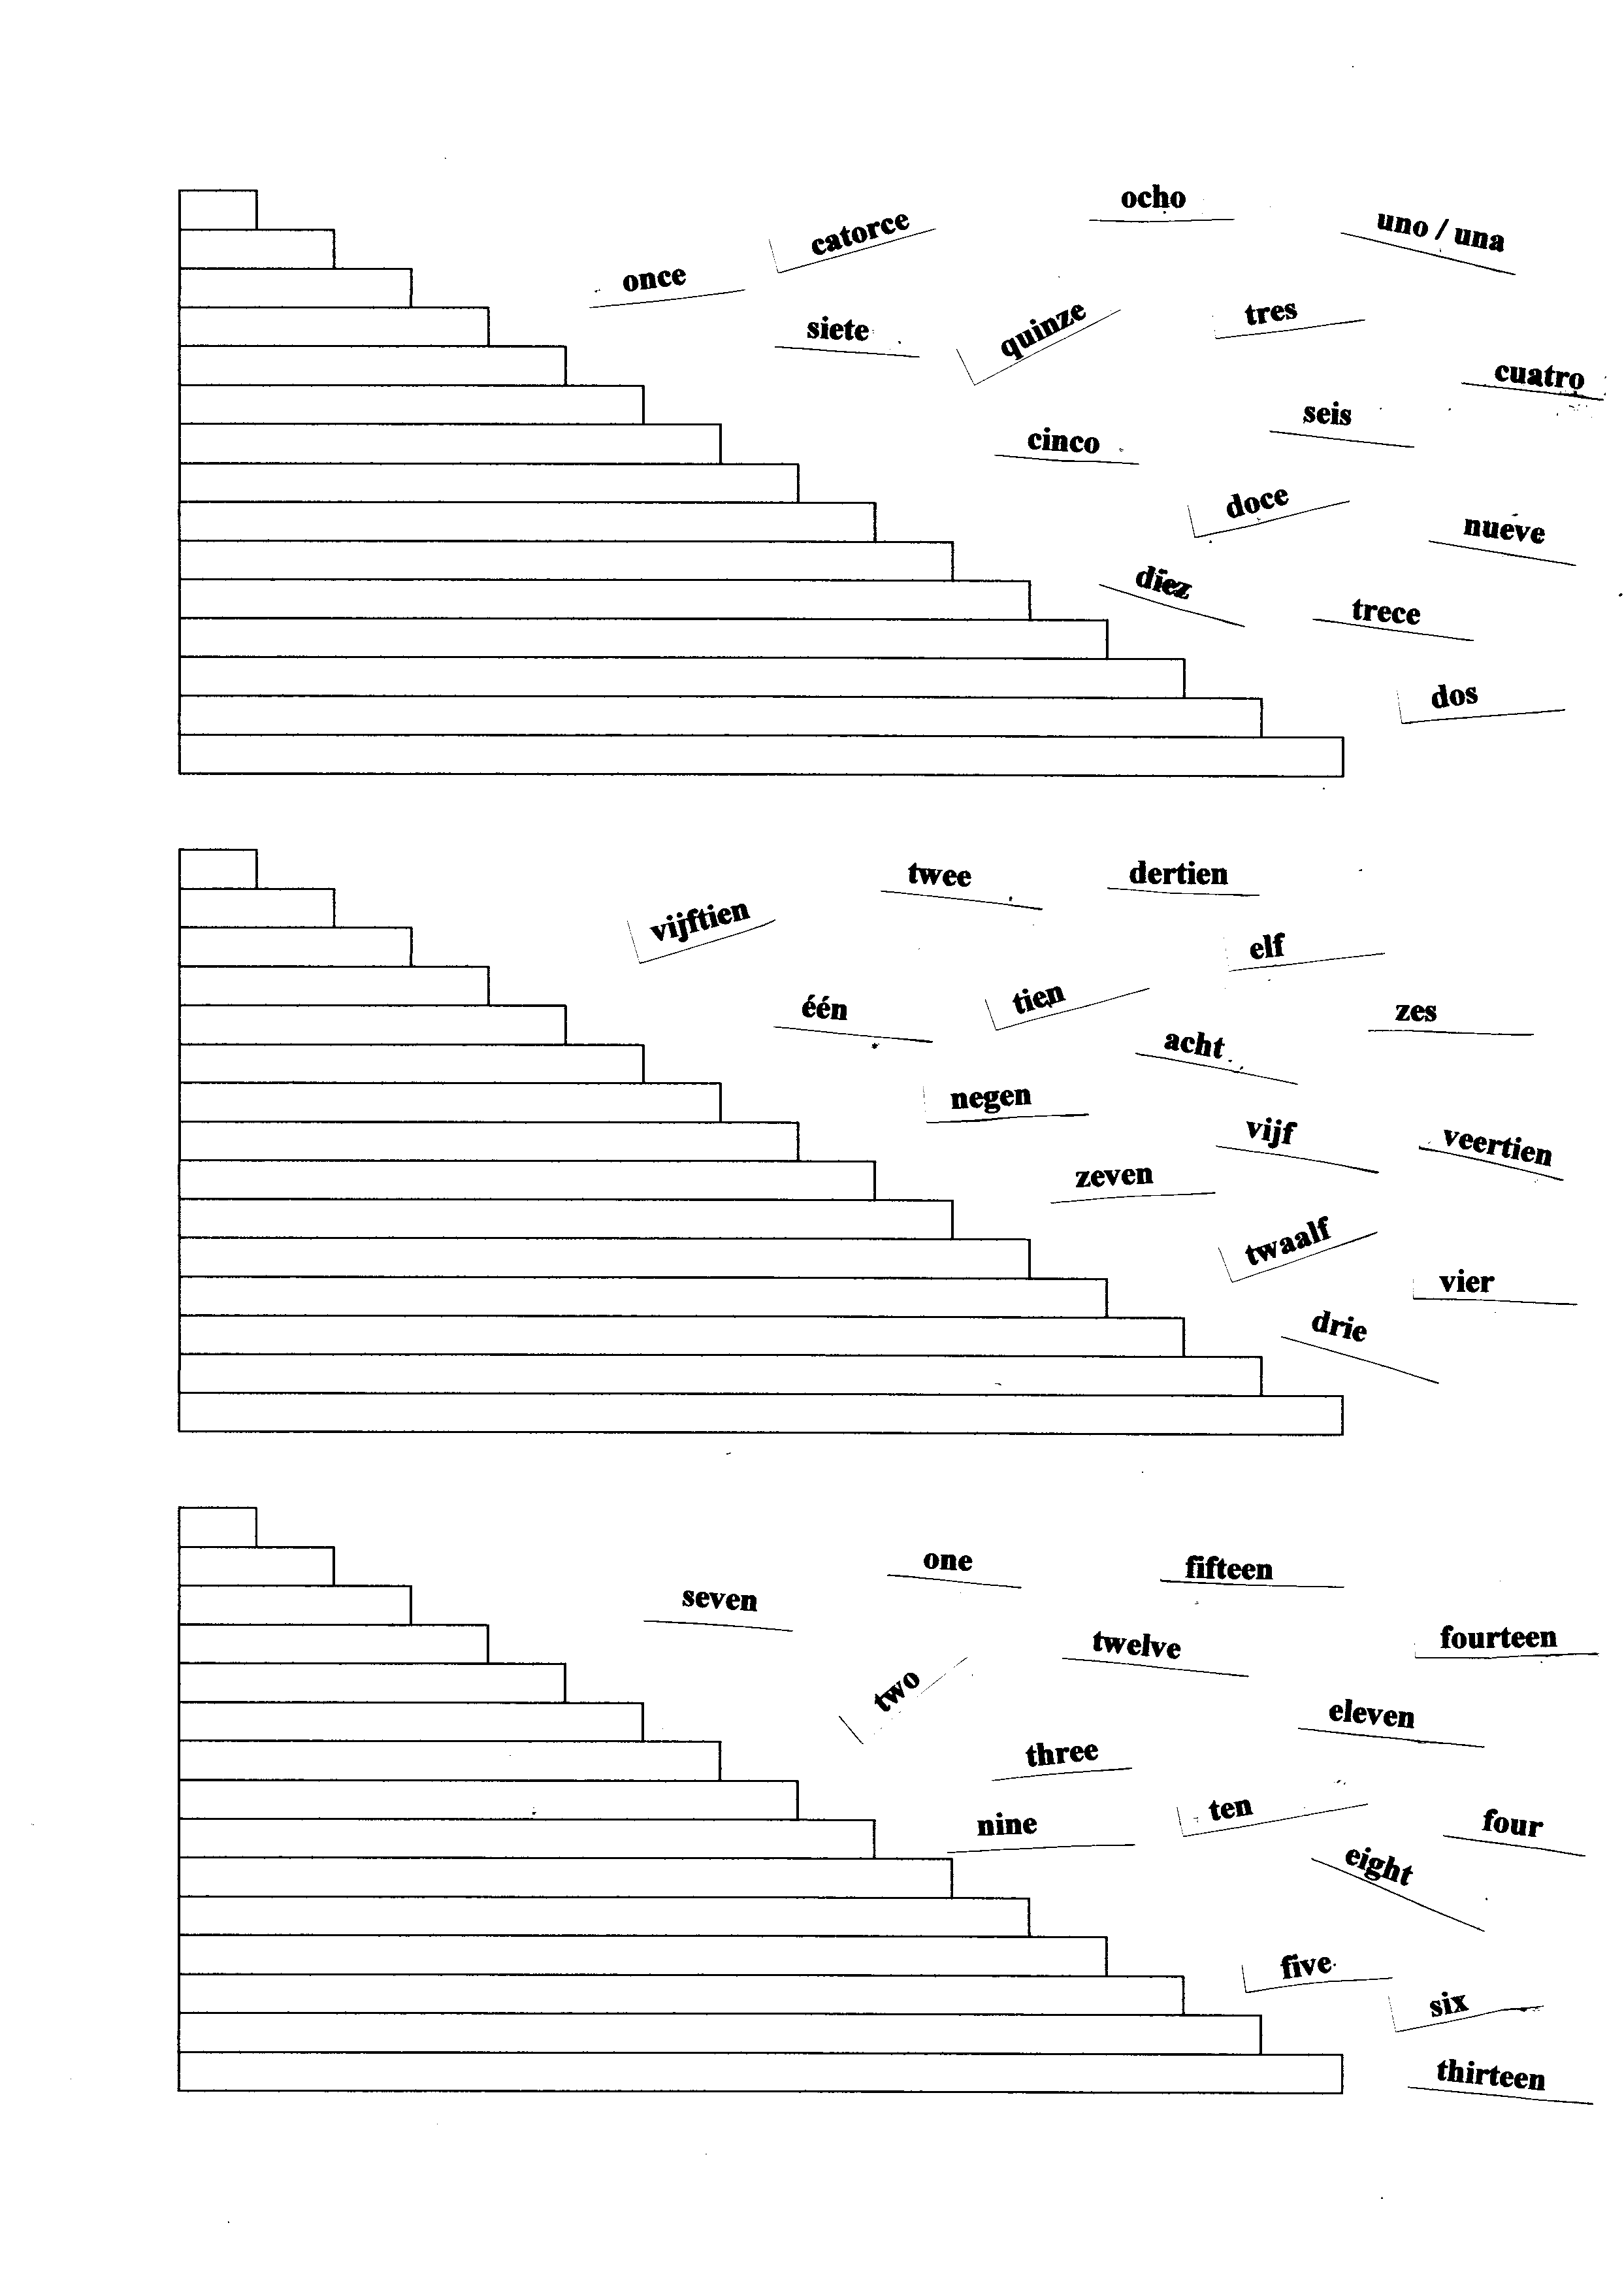 ocho
catorce
uno / una
once
siete
quinze
tres
cuatro
seis
cinco
doce
nueve
diez
trece
dos
twee
dertien
vijftien
elf
één
tien
zes
acht
negen
vijf
veertien
zeven
twaalf
vier
drie
one
fifteen
seven
twelve
fourteen
two
eleven
three
nine
ten
four
eight
five
six
thirteen